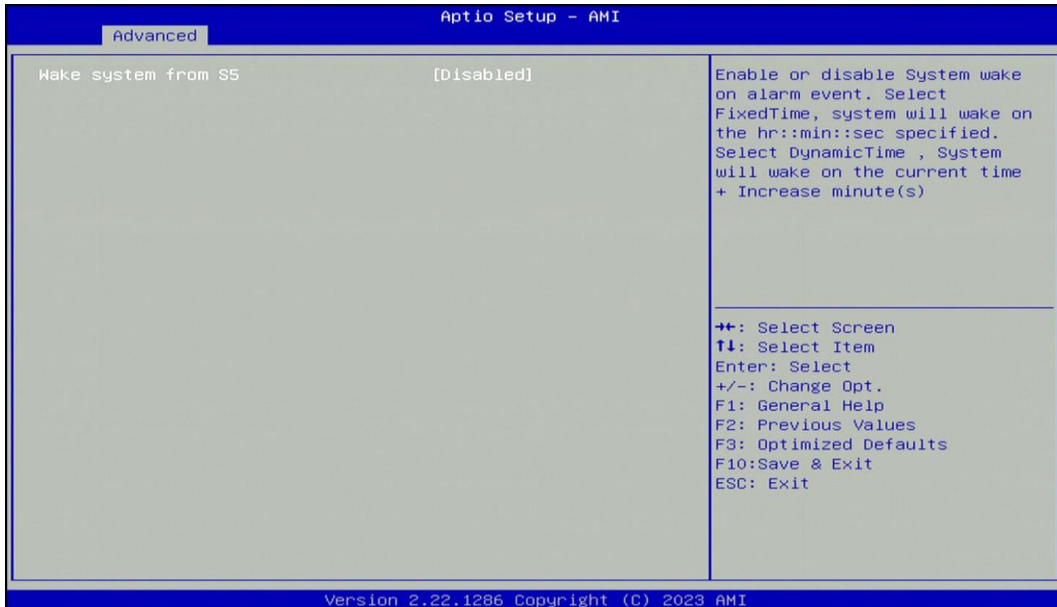 Aptio Setup – AMI
Advanced
Wake system from S5 [Disabled]
Enable or disable System wake
on alarm event. Select
FixedTime, system will wake on
the hr::min::sec specified.
Select DynamicTime , System
will wake on the current time
+ Increase minute(s)
→←: Select Screen
↑↓: Select Item
Enter: Select
+/-: Change Opt.
F1: General Help
F2: Previous Values
F3: Optimized Defaults
F10:Save & Exit
ESC: Exit
Version 2.22.1286 Copyright (C) 2023 AMI